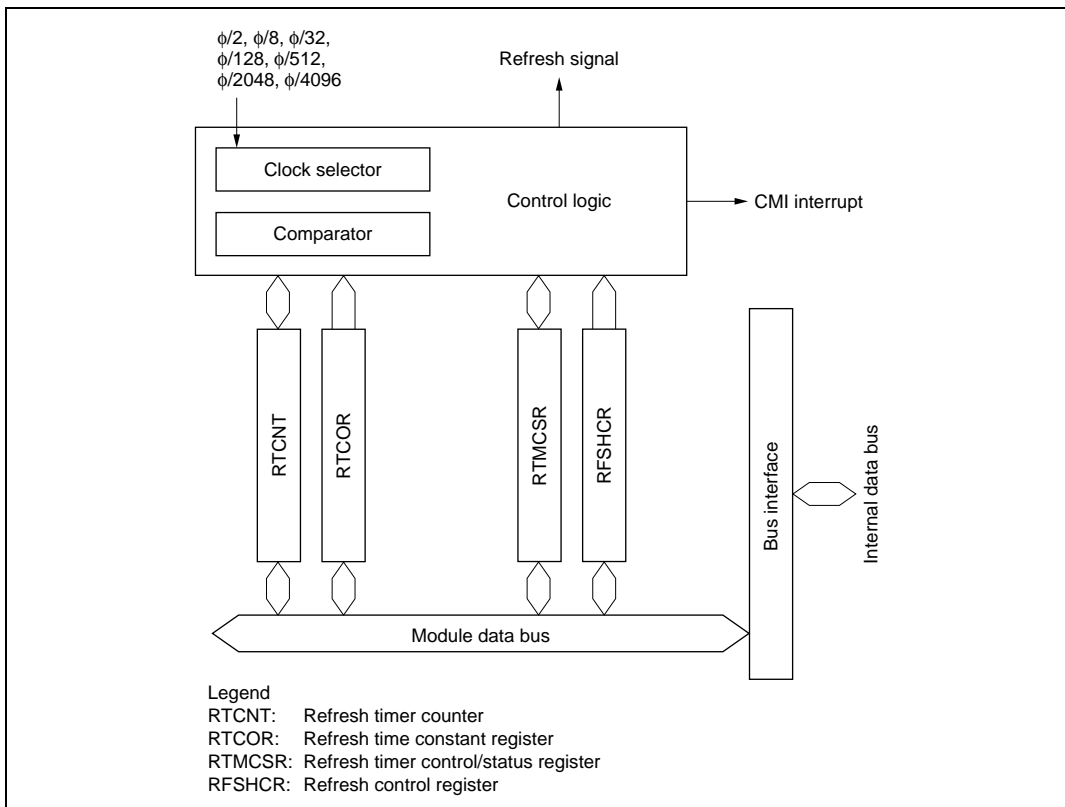 ϕ/2, ϕ/8, ϕ/32,
ϕ/128, ϕ/512,
ϕ/2048, ϕ/4096
Refresh signal
Clock selector
Control logic
CMI interrupt
Comparator
RTCNT
RTCOR
RTMCSR
RFSHCR
Bus interface
Internal data bus
Module data bus
Legend
RTCNT: Refresh timer counter
RTCOR: Refresh time constant register
RTMCSR: Refresh timer control/status register
RFSHCR: Refresh control register